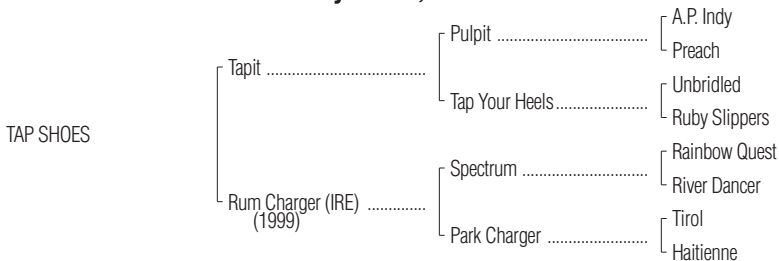 A.P. Indy
Pulpit ......................................
Preach
Tapit ........................................
Unbridled
Tap Your Heels .......................
Ruby Slippers
TAP SHOES
Rainbow Quest
Spectrum ................................
River Dancer
Rum Charger (IRE) ..............
(1999)
Tirol
Park Charger .........................
Haitienne